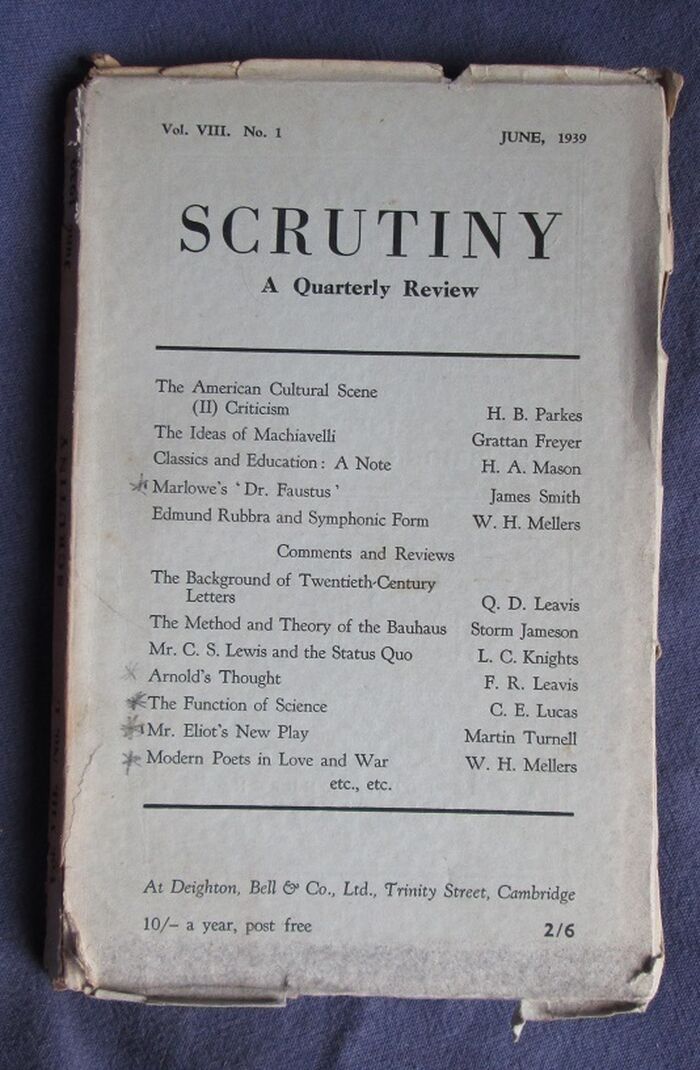 Vol. VIII. No. 1 JUNE, 1939
SCRUTINY
A Quarterly Review
The American Cultural Scene
(II) Criticism H. B. Parkes
The Ideas of Machiavelli Grattan Freyer
Classics and Education: A Note H. A. Mason
Marlowe's 'Dr. Faustus' James Smith
Edmund Rubbra and Symphonic Form W. H. Mellers
Comments and Reviews
The Background of Twentieth-Century
Letters Q. D. Leavis
The Method and Theory of the Bauhaus Storm Jameson
Mr. C. S. Lewis and the Status Quo L. C. Knights
Arnold's Thought F. R. Leavis
The Function of Science C. E. Lucas
Mr. Eliot's New Play Martin Turnell
Modern Poets in Love and War W. H. Mellers
etc., etc.
At Deighton, Bell & Co., Ltd., Trinity Street, Cambridge
10/- a year, post free 2/6
SCRUTINY